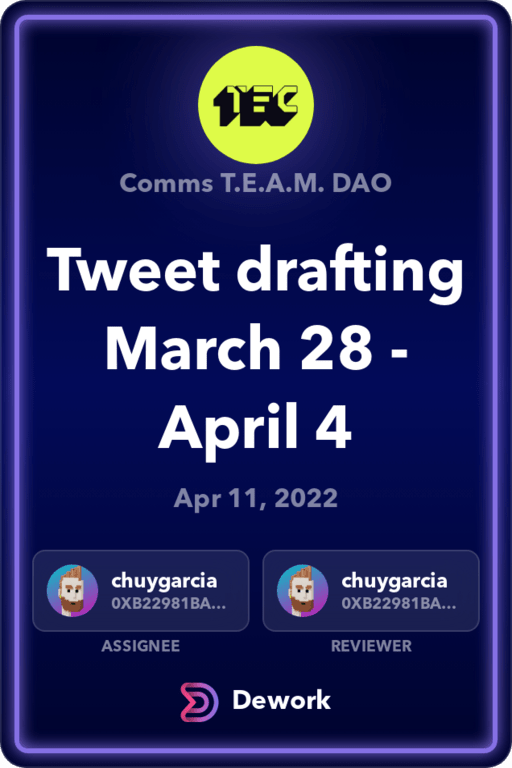 TEC
Comms T.E.A.M. DAO
Tweet drafting
March 28 -
April 4
Apr 11, 2022
chuygarcia
0XB22981BA...
ASSIGNEE
chuygarcia
0XB22981BA...
REVIEWER
Dework